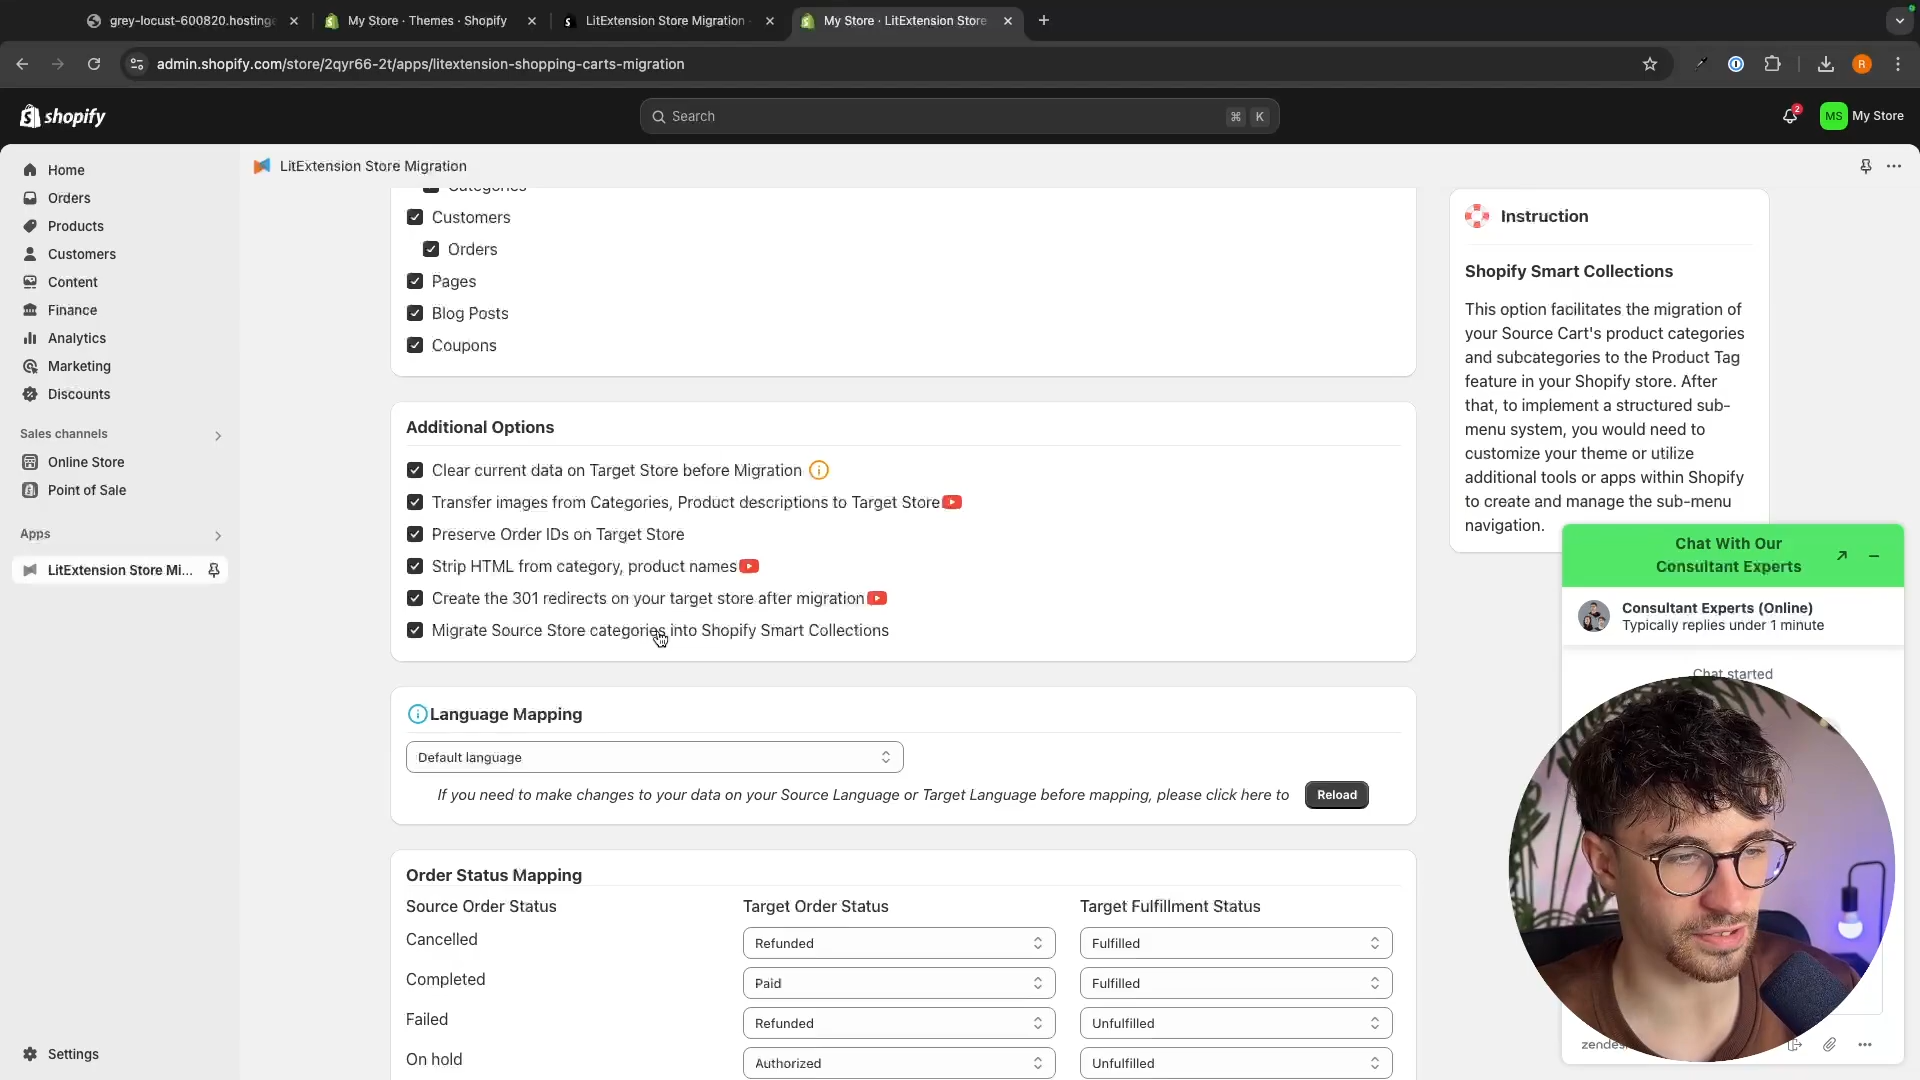 grey-locust-600820.hosting
My Store · Themes · Shopify
LitExtension Store Migration
My Store · LitExtension Store
admin.shopify.com/store/2qyr66-2t/apps/litextension-shopping-carts-migration
R
shopify
Search
⌘ K
2
MS My Store
Home
Orders
Products
Customers
Content
Finance
Analytics
Marketing
Discounts
Sales channels
Online Store
Point of Sale
Apps
LitExtension Store Mi...
Settings
LitExtension Store Migration
Categories
Customers
Orders
Pages
Blog Posts
Coupons
Additional Options
Clear current data on Target Store before Migration
Transfer images from Categories, Product descriptions to Target Store
Preserve Order IDs on Target Store
Strip HTML from category, product names
Create the 301 redirects on your target store after migration
Migrate Source Store categories into Shopify Smart Collections
Language Mapping
Default language
If you need to make changes to your data on your Source Language or Target Language before mapping, please click here to Reload
Order Status Mapping
Source Order Status Target Order Status Target Fulfillment Status
Cancelled Refunded Fulfilled
Completed Paid Fulfilled
Failed Refunded Unfulfilled
On hold Authorized Unfulfilled
Instruction
Shopify Smart Collections
This option facilitates the migration of
your Source Cart's product categories
and subcategories to the Product Tag
feature in your Shopify store. After
that, to implement a structured sub-
menu system, you would need to
customize your theme or utilize
additional tools or apps within Shopify
to create and manage the sub-menu
navigation.
Chat With Our
Consultant Experts
Consultant Experts (Online)
Typically replies under 1 minute
Chat started